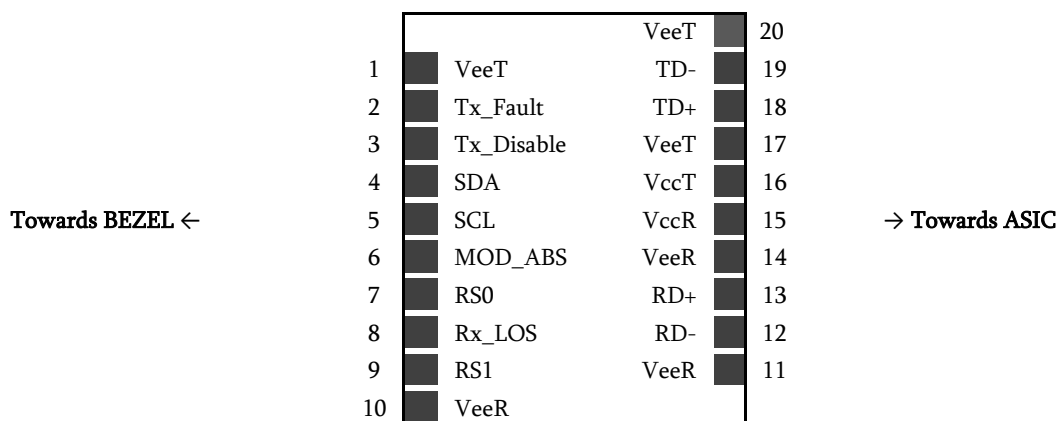 VeeT 20
1 VeeT TD- 19
2 Tx_Fault TD+ 18
3 Tx_Disable VeeT 17
4 SDA VccT 16
Towards BEZEL ← 5 SCL VccR 15 → Towards ASIC
6 MOD_ABS VeeR 14
7 RS0 RD+ 13
8 Rx_LOS RD- 12
9 RS1 VeeR 11
10 VeeR